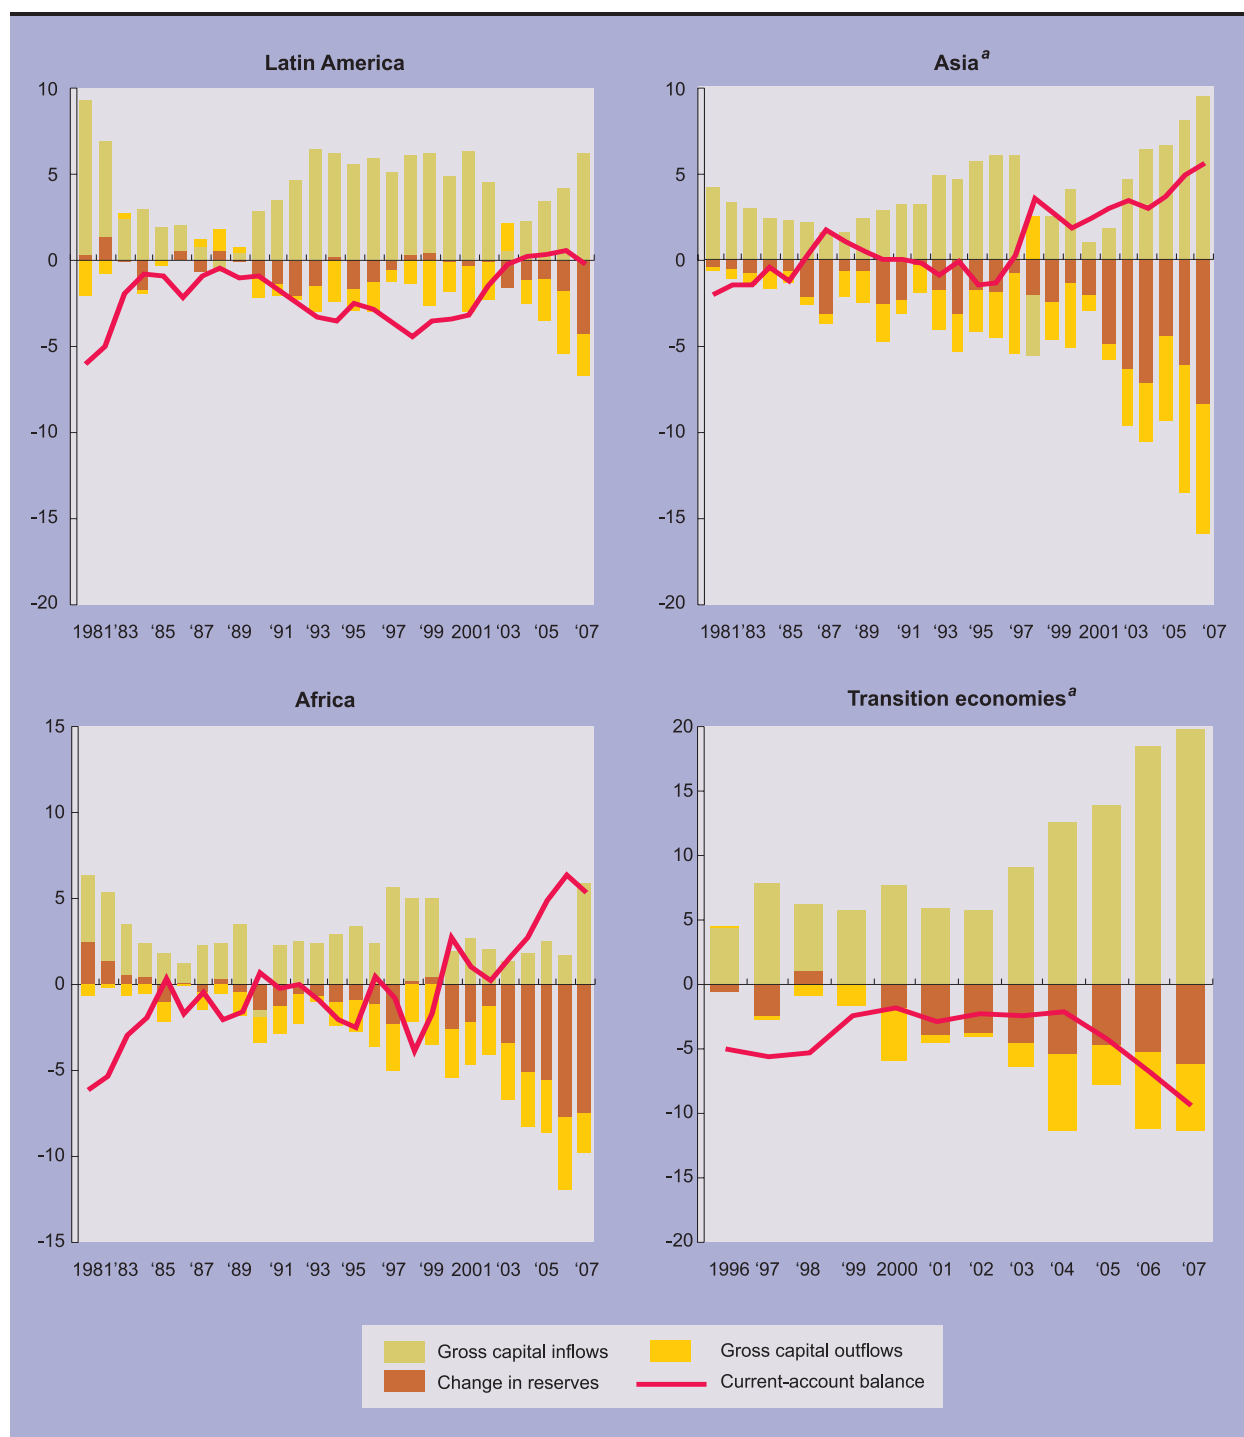 Latin America
10
5
0
-5
-10
-15
-20
1981 '83 '85 '87 '89 '91 '93 '95 '97 '99 2001 '03 '05 '07
Asia a
10
5
0
-5
-10
-15
-20
1981 '83 '85 '87 '89 '91 '93 '95 '97 '99 2001 '03 '05 '07
Africa
15
10
5
0
-5
-10
-15
1981 '83 '85 '87 '89 '91 '93 '95 '97 '99 2001 '03 '05 '07
Transition economies a
20
15
10
5
0
-5
-10
-15
-20
1996 '97 '98 '99 2000 '01 '02 '03 '04 '05 '06 '07
Gross capital inflows
Gross capital outflows
Change in reserves
Current-account balance